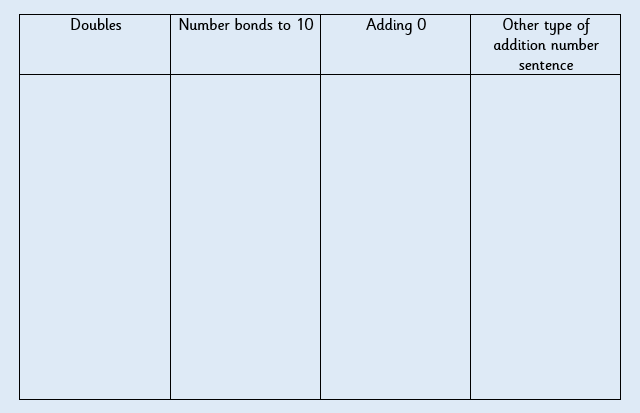 Doubles
Number bonds to 10
Adding 0
Other type of
addition number
sentence